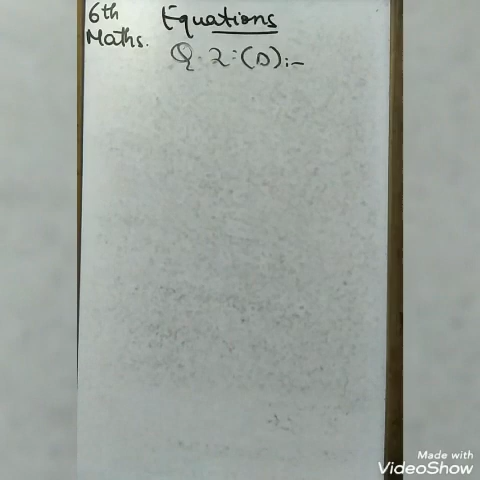 6th
Maths.
Equations
Q. 2:(D):-
Made with
VideoShow